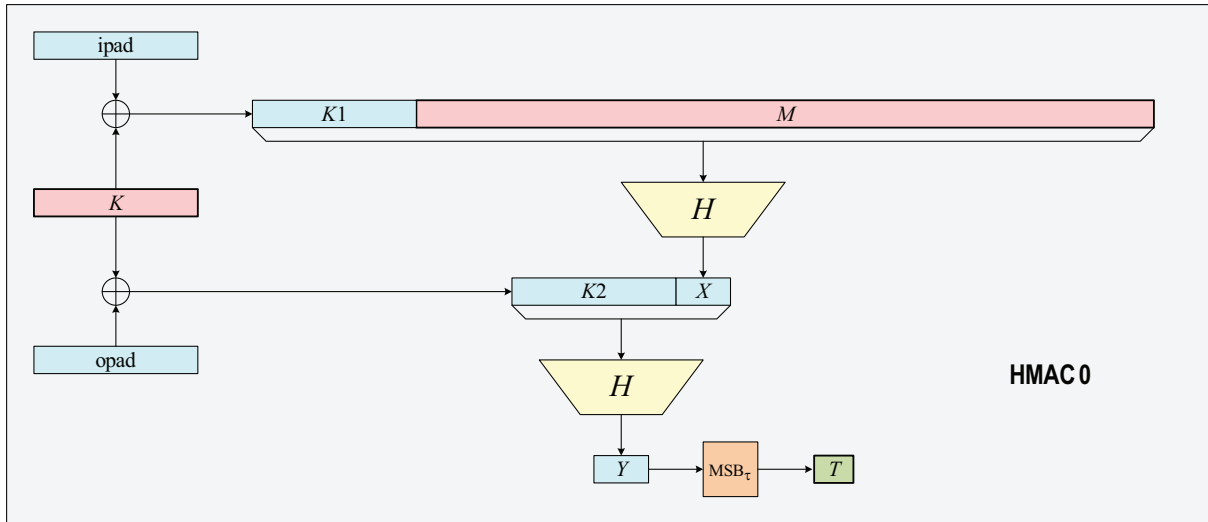 ipad
K1 M
K
H
K2 X
opad
H
HMAC 0
Y MSBτ T